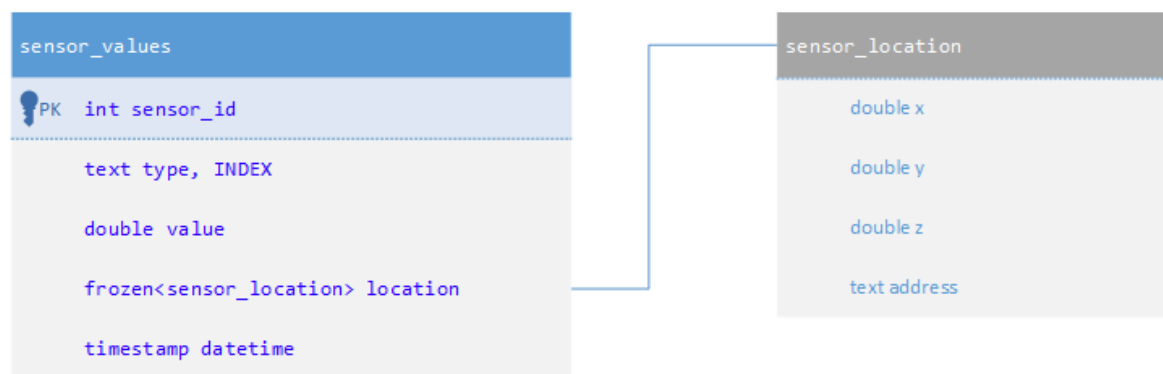 sensor_values
PK int sensor_id
text type, INDEX
double value
frozen<sensor_location> location
timestamp datetime
sensor_location
double x
double y
double z
text address